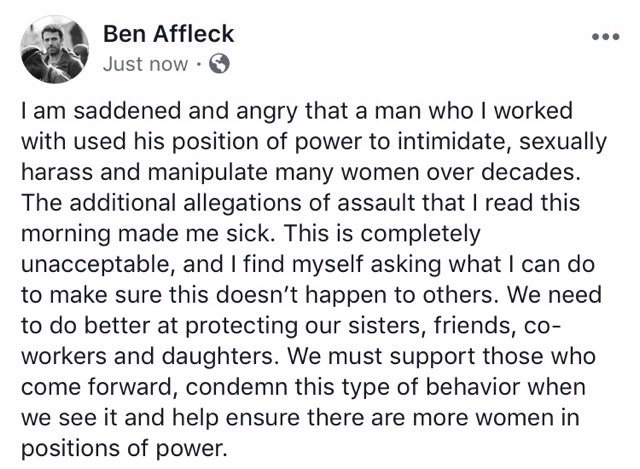 Ben Affleck
Just now ·
I am saddened and angry that a man who I worked
with used his position of power to intimidate, sexually
harass and manipulate many women over decades.
The additional allegations of assault that I read this
morning made me sick. This is completely
unacceptable, and I find myself asking what I can do
to make sure this doesn’t happen to others. We need
to do better at protecting our sisters, friends, co-
workers and daughters. We must support those who
come forward, condemn this type of behavior when
we see it and help ensure there are more women in
positions of power.